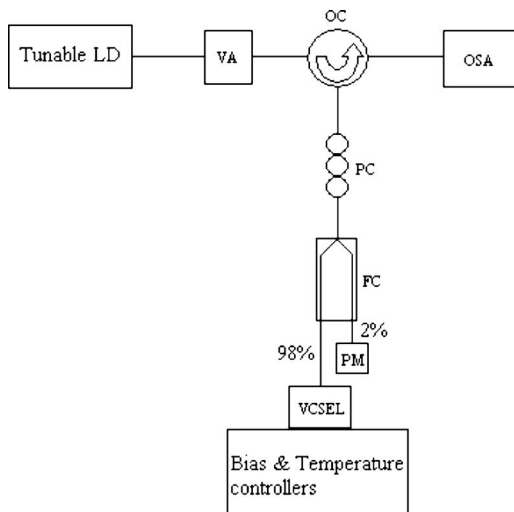 OC
Tunable LD
VA
OSA
PC
FC
2%
98%
PM
VCSEL
Bias & Temperature
controllers